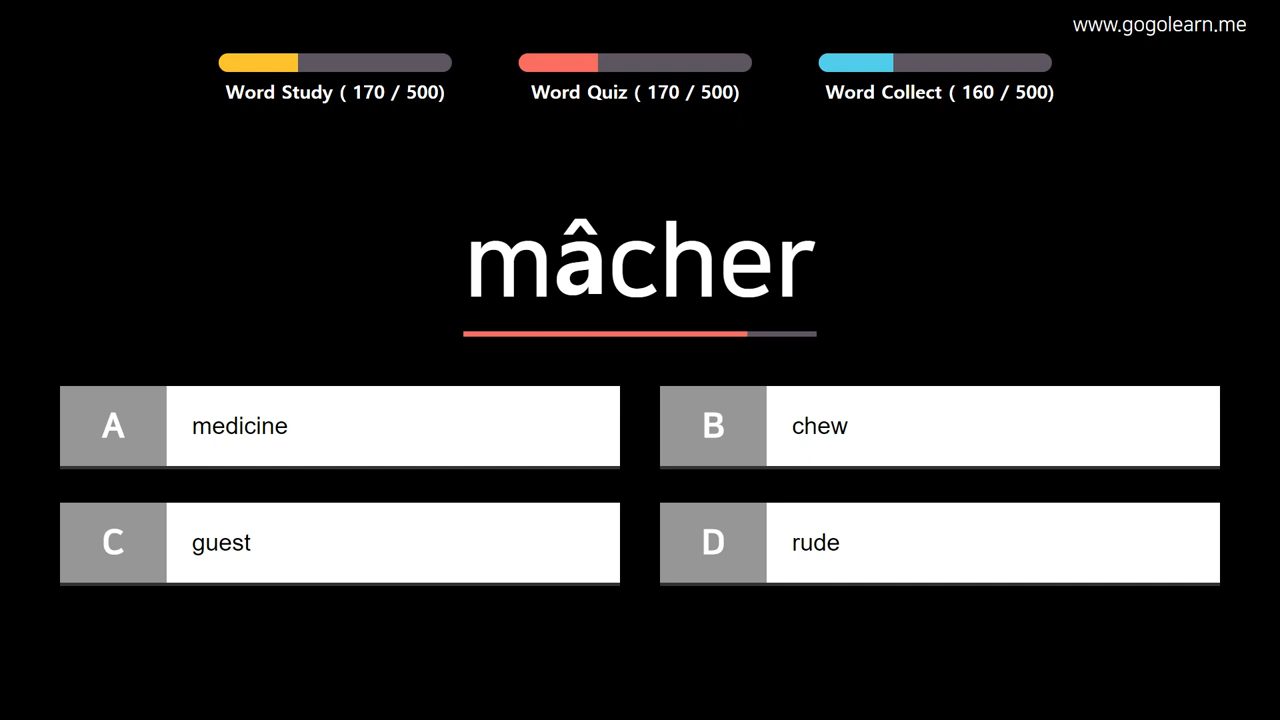 www.gogolearn.me
Word Study ( 170 / 500)
Word Quiz ( 170 / 500)
Word Collect ( 160 / 500)
mâcher
A medicine
B chew
C guest
D rude